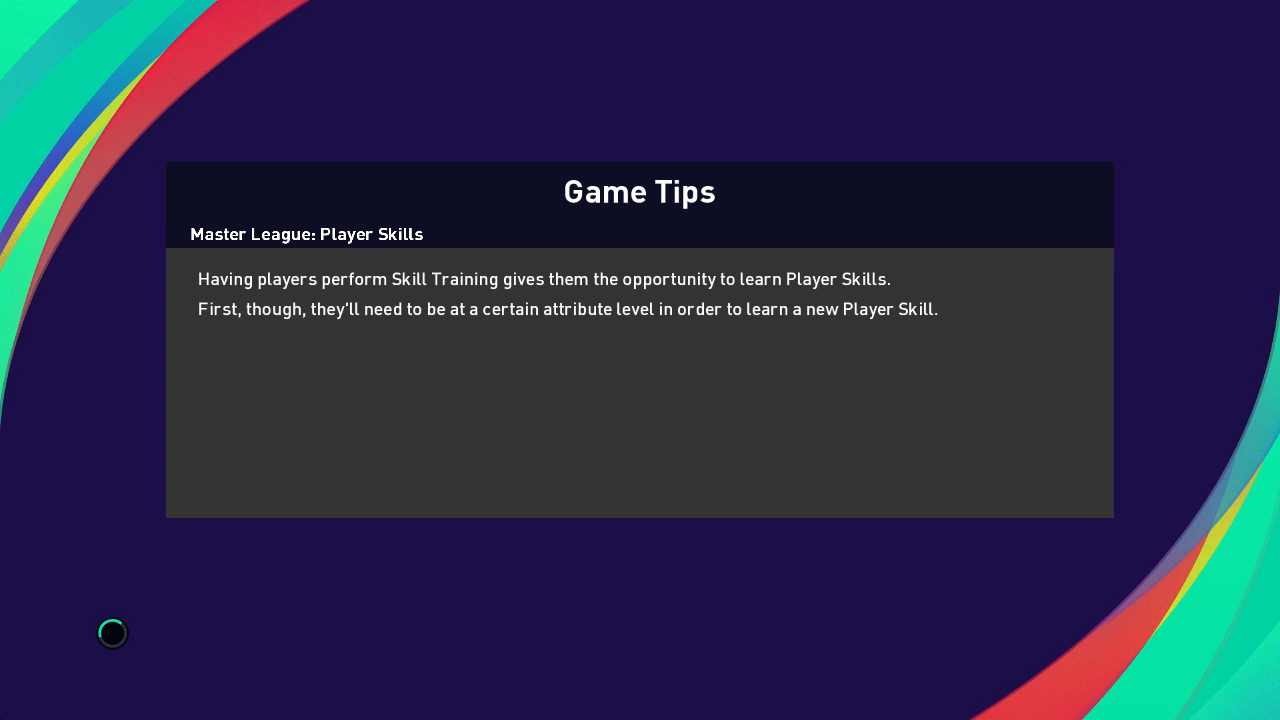 Game Tips
Master League: Player Skills
Having players perform Skill Training gives them the opportunity to learn Player Skills.
First, though, they'll need to be at a certain attribute level in order to learn a new Player Skill.